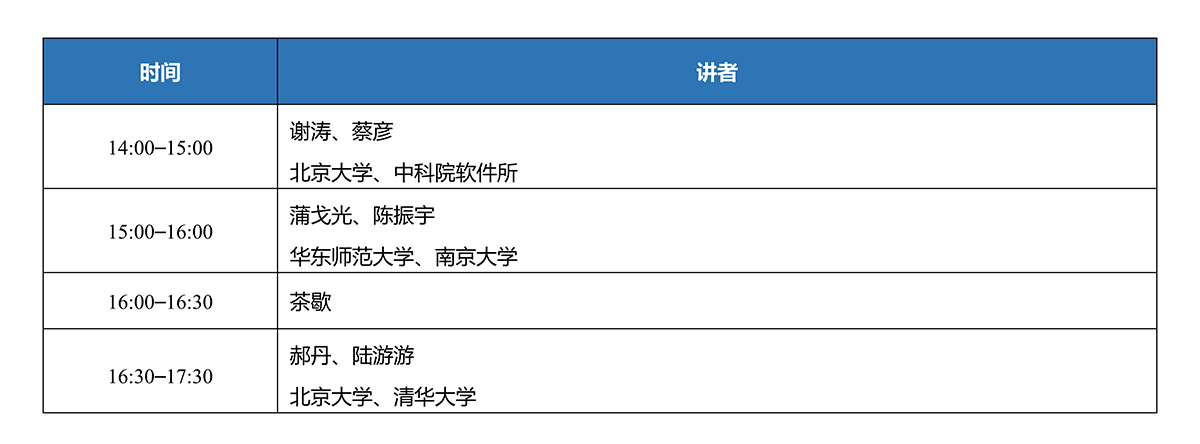 时间
讲者
14:00–15:00
谢涛、蔡彦
北京大学、中科院软件所
15:00–16:00
蒲戈光、陈振宇
华东师范大学、南京大学
16:00–16:30
茶歇
16:30–17:30
郝丹、陆游游
北京大学、清华大学